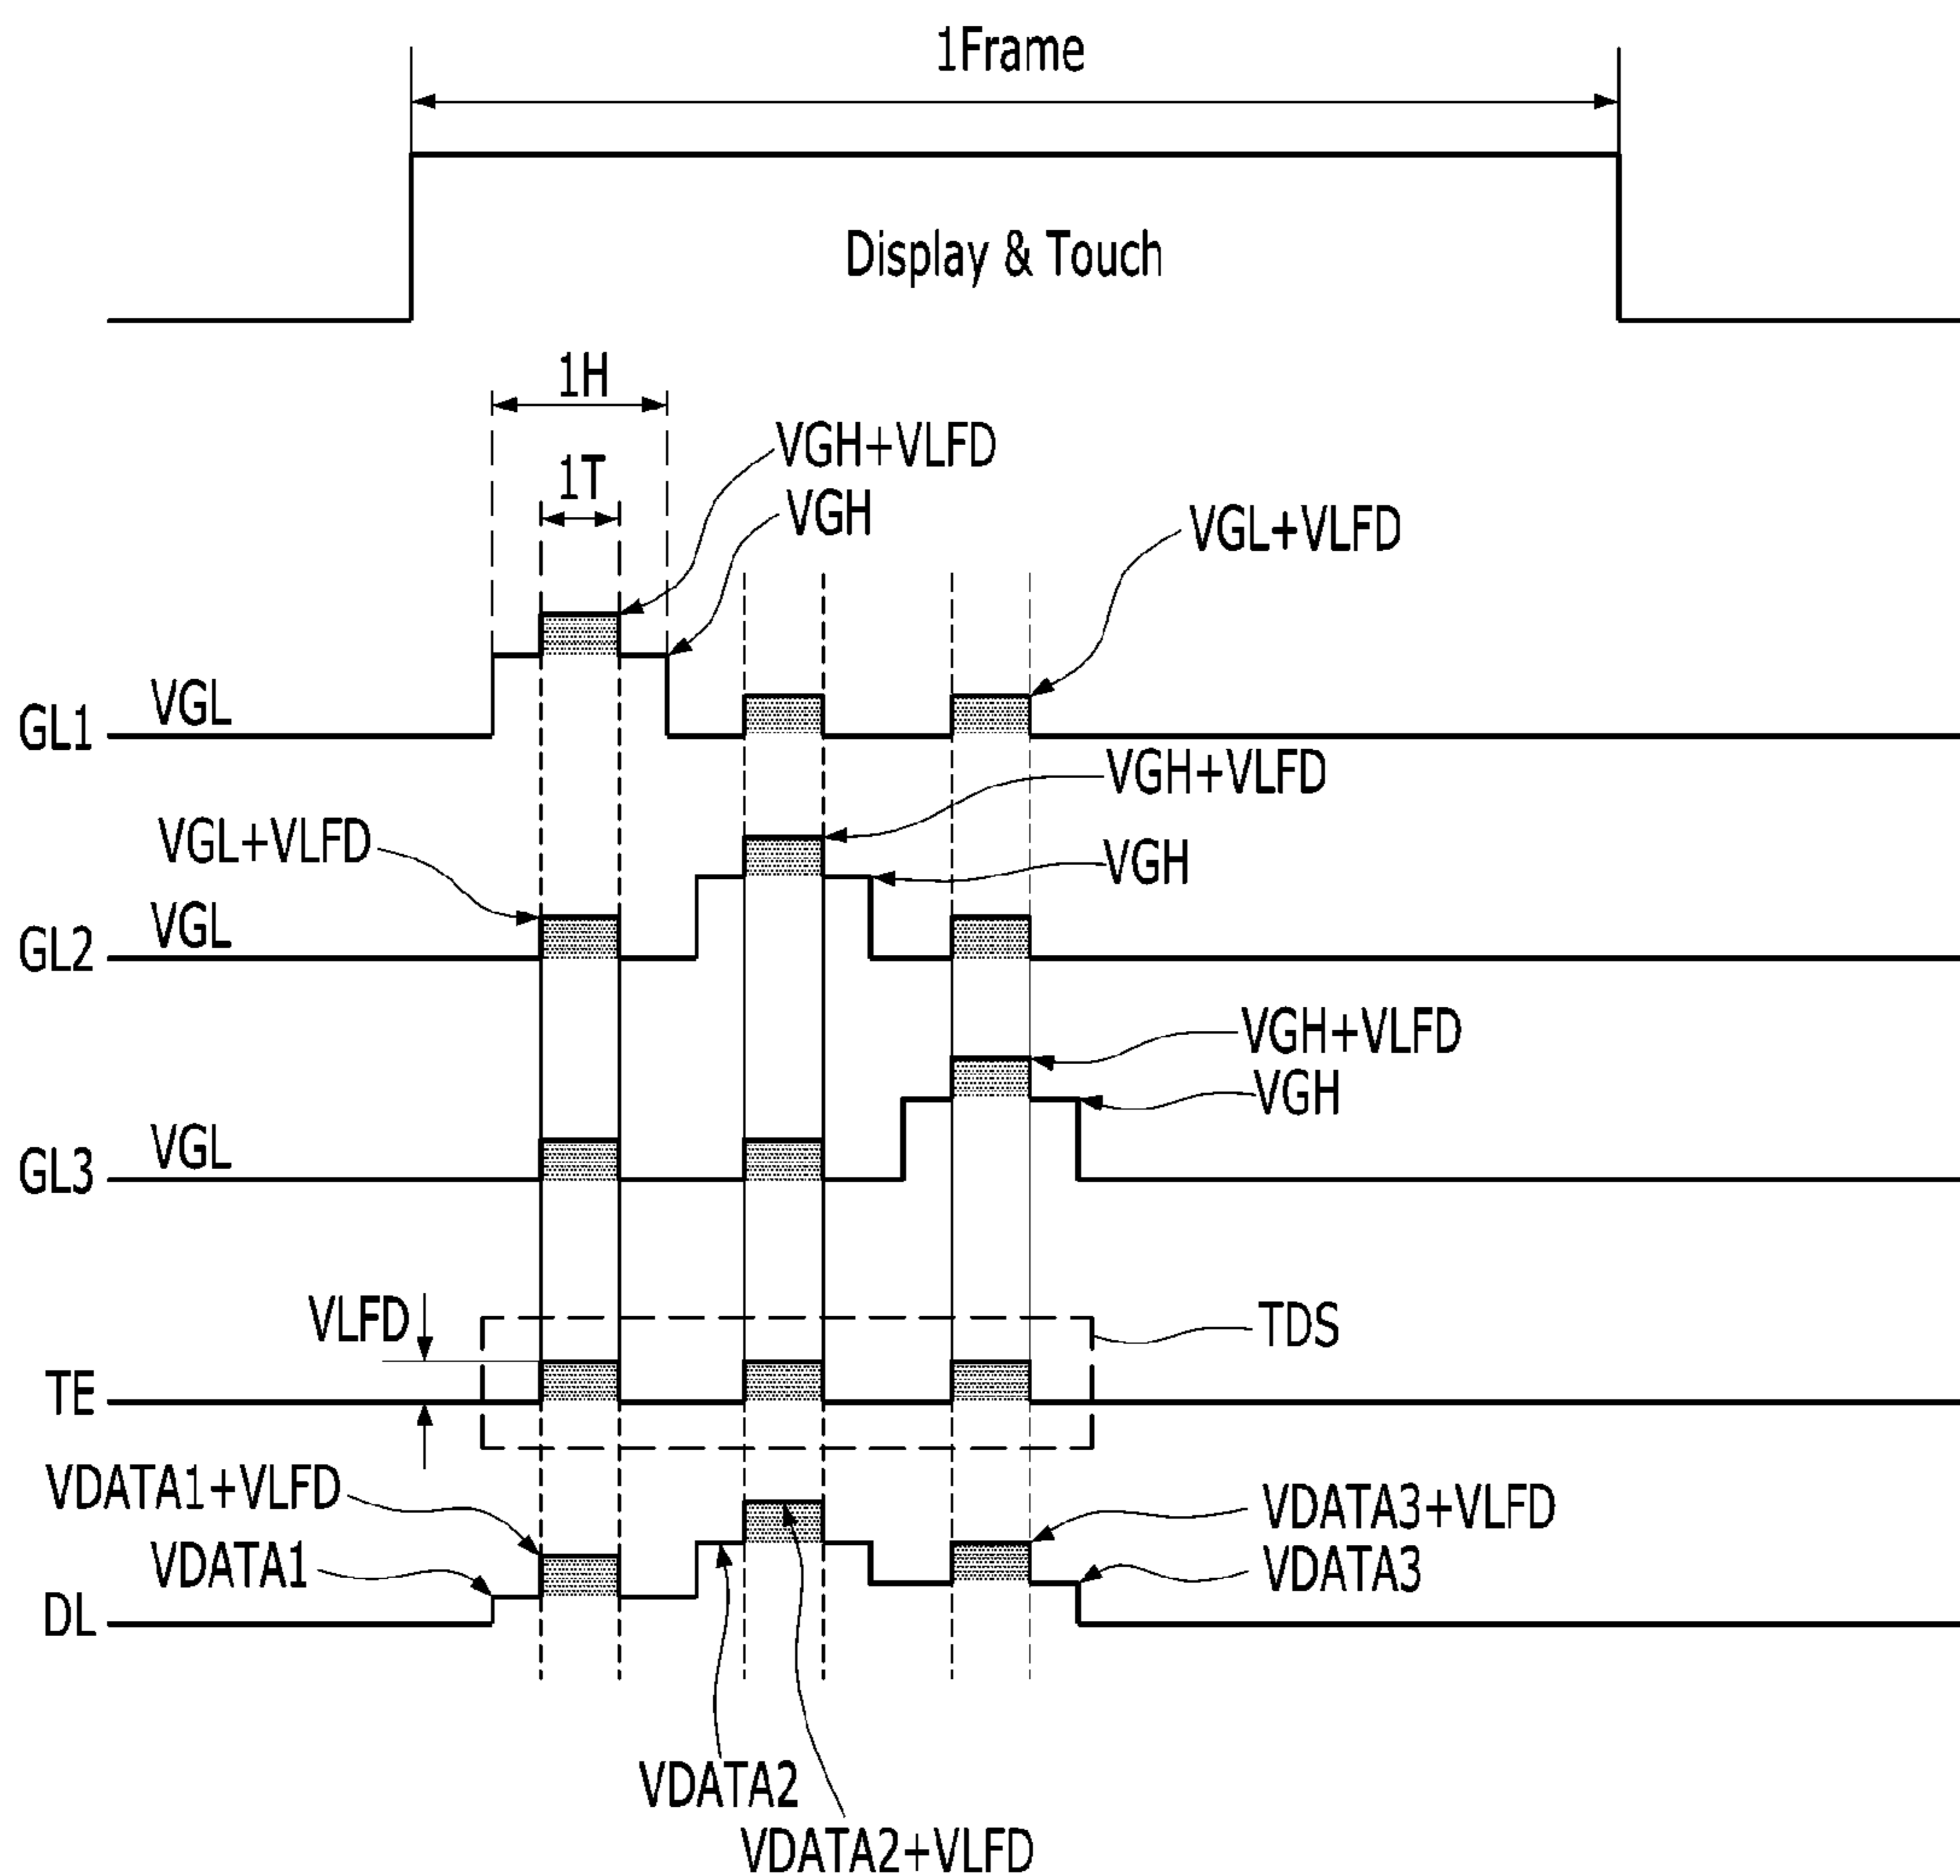 1Frame
Display & Touch
1H
VGH+VLFD
1T
VGH
VGL+VLFD
VGL
GL1
VGH+VLFD
VGL+VLFD
VGH
VGL
GL2
VGH+VLFD
VGH
VGL
GL3
VLFD
TDS
TE
VDATA1+VLFD
VDATA3+VLFD
VDATA1
VDATA3
DL
VDATA2
VDATA2+VLFD